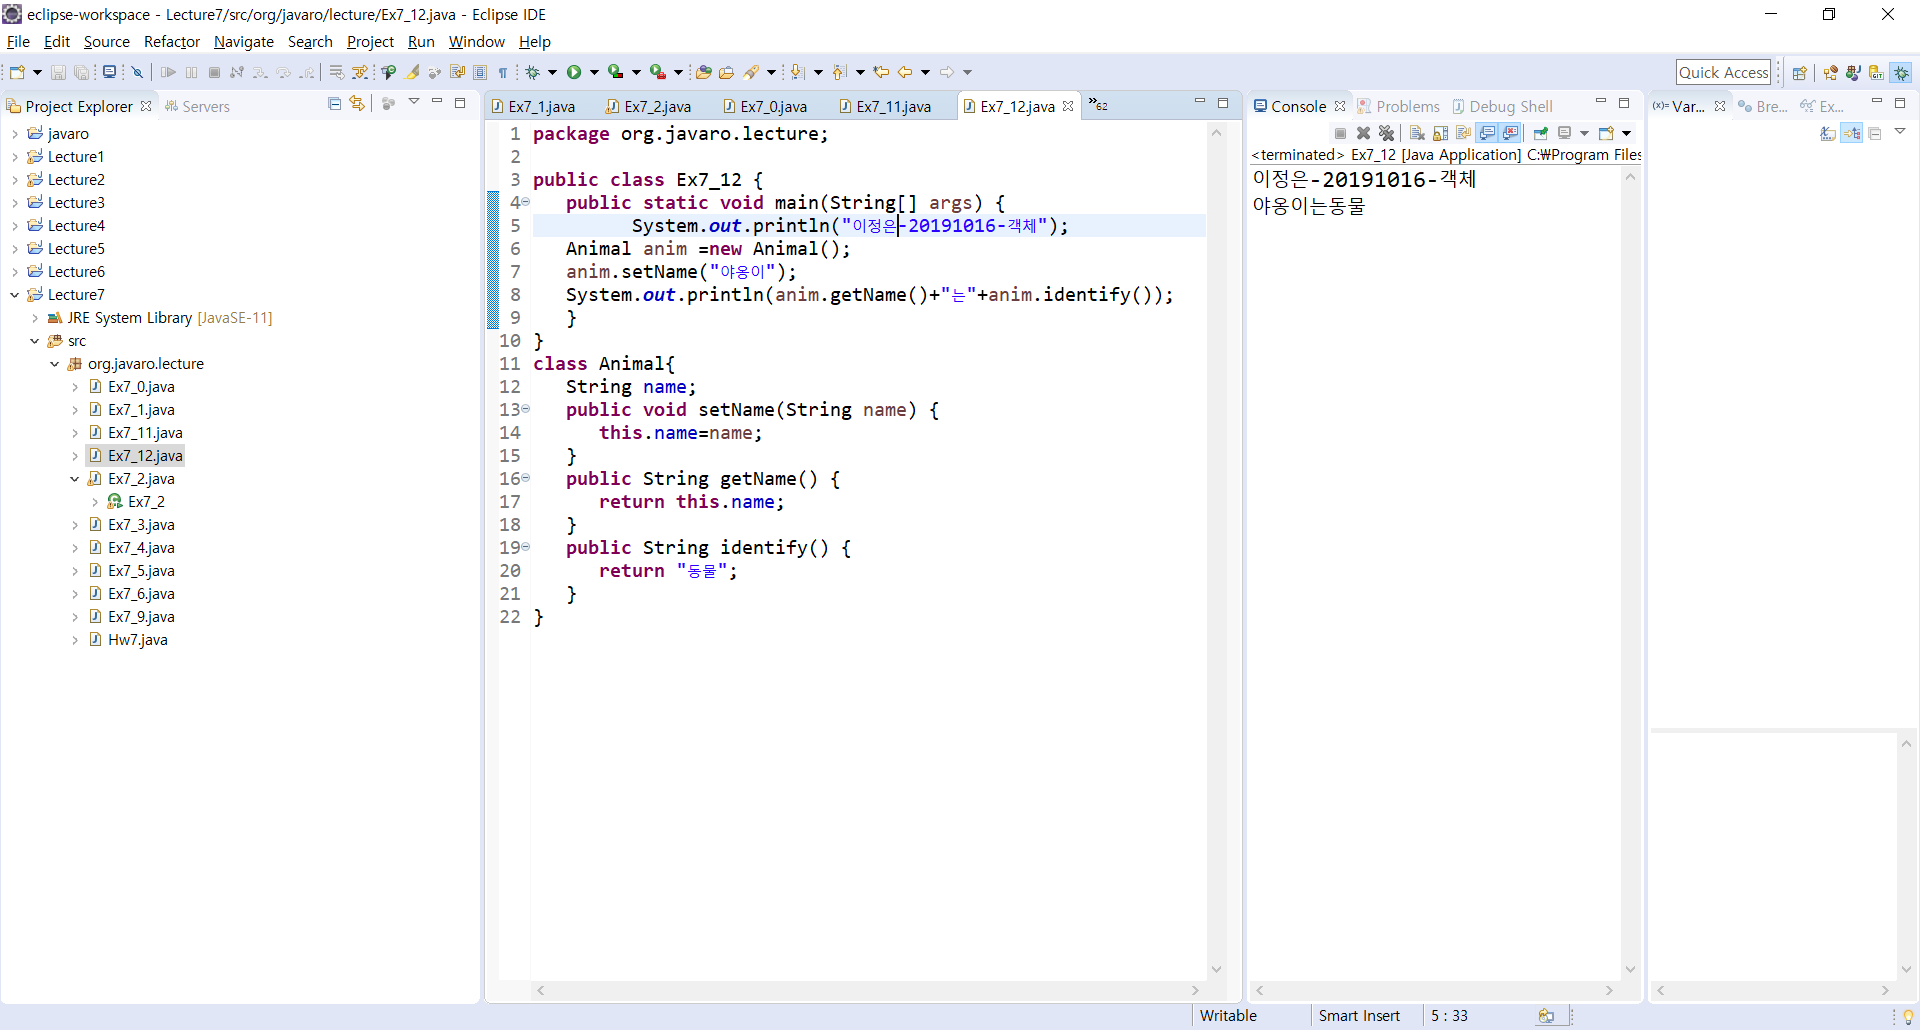 eclipse-workspace - Lecture7/src/org/javaro/lecture/Ex7_12.java - Eclipse IDE
File Edit Source Refactor Navigate Search Project Run Window Help
Quick Access
Project Explorer Servers
javaro
Lecture1
Lecture2
Lecture3
Lecture4
Lecture5
Lecture6
Lecture7
JRE System Library [JavaSE-11]
src
org.javaro.lecture
Ex7_0.java
Ex7_1.java
Ex7_11.java
Ex7_12.java
Ex7_2.java
Ex7_2
Ex7_3.java
Ex7_4.java
Ex7_5.java
Ex7_6.java
Ex7_9.java
Hw7.java
Ex7_1.java Ex7_2.java Ex7_0.java Ex7_11.java Ex7_12.java »62
1 package org.javaro.lecture;
2
3 public class Ex7_12 {
4 public static void main(String[] args) {
5 System.out.println("이정은-20191016-객체");
6 Animal anim =new Animal();
7 anim.setName("야옹이");
8 System.out.println(anim.getName()+"는"+anim.identify());
9 }
10 }
11 class Animal{
12 String name;
13 public void setName(String name) {
14 this.name=name;
15 }
16 public String getName() {
17 return this.name;
18 }
19 public String identify() {
20 return "동물";
21 }
22 }
Console Problems Debug Shell
<terminated> Ex7_12 [Java Application] C:₩Program Files
이정은-20191016-객체
야옹이는동물
(x)= Var... Bre... Ex...
Writable Smart Insert 5 : 33